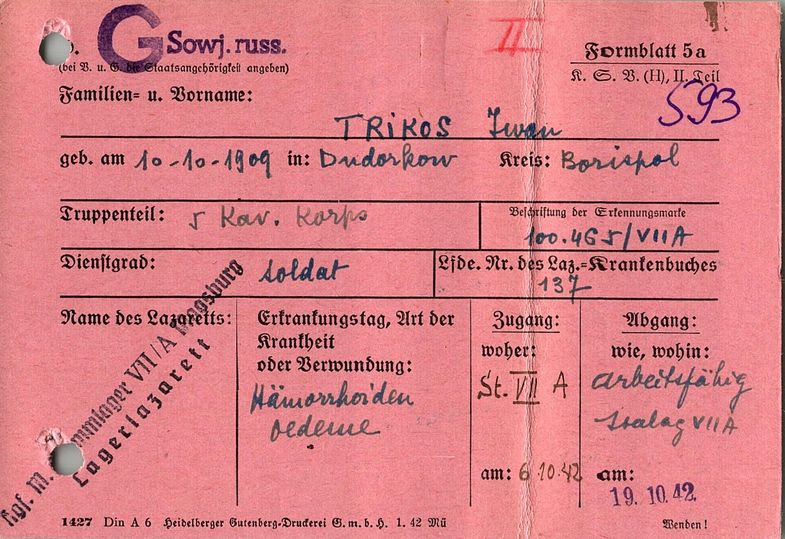 G Sowj. russ.
II
Formblatt 5a
(bei V. u. G. die Staatsangehörigkeit angeben)
K. S. V. (H), II. Teil
593
Familien= u. Vorname:
TRiKOS Iwan
geb. am 10-10-1909 in: Dudorkow Kreis: Borispol
Truppenteil: 5 Kav. Korps
Beschriftung der Erkennungsmarke
100.465/VIIA
Dienstgrad: soldat
Lfde. Nr. des Laz.=Krankenbuches
137
Name des Lazaretts:
Kgf. M. Stammlager VII/A Moosburg
Lagerlazarett
Erkrankungstag, Art der
Krankheit
oder Verwundung:
Hämorrhoiden
oedeme
Zugang:
woher:
St. VII A
am: 6.10.42
Abgang:
wie, wohin:
arbeitsfähig
stalag VIIA
am:
19. 10. 42.
1427 Din A 6 Heidelberger Gutenberg-Druckerei G. m. b. H. 1. 42 Mü
Wenden!